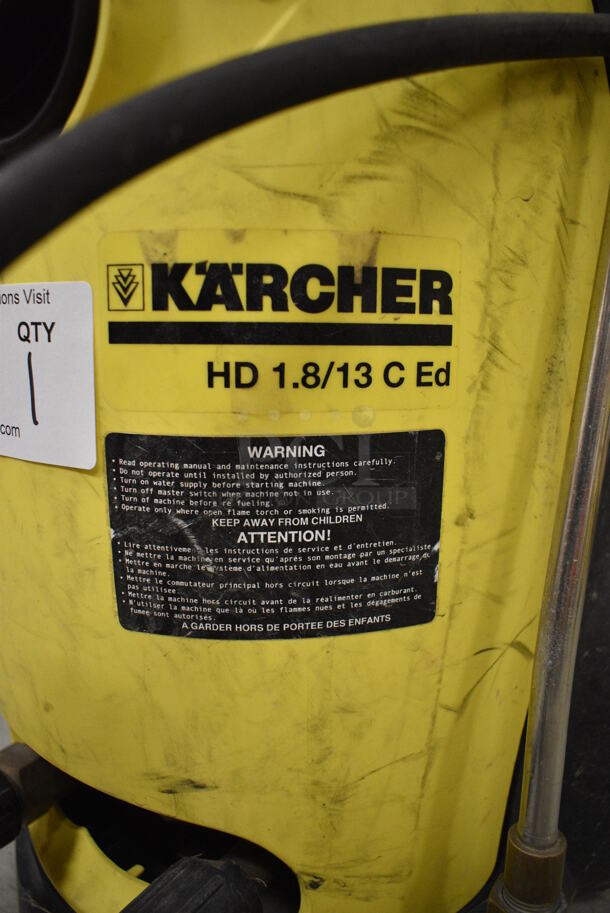 KÄRCHER
HD 1.8/13 C Ed
ions Visit
QTY
1
com
WARNING
• Read operating manual and maintenance instructions carefully.
• Do not operate until installed by authorized person.
• Turn on water supply before starting machine.
• Turn off master switch when machine not in use.
• Turn of machine before re fueling.
• Operate only where open flame torch or smoking is permitted.
KEEP AWAY FROM CHILDREN
ATTENTION!
• Lire attentiveme les instructions de service et d'entretien.
• Ne mettre la machine en service qu'aprés son montage par un specialiste
• Mettre en marche le système d'alimentation en eau avant le demarrage de
la machine.
• Mettre le commutateur principal hors circuit lorsque la machine n'est
pas utilisee.
• Mettre la machine hors circuit avant de la realimenter en carburant.
• N'utiliser la machine que là où les flammes nues et les dégagements de
fumée sont autorisés.
A GARDER HORS DE PORTEE DES ENFANTS